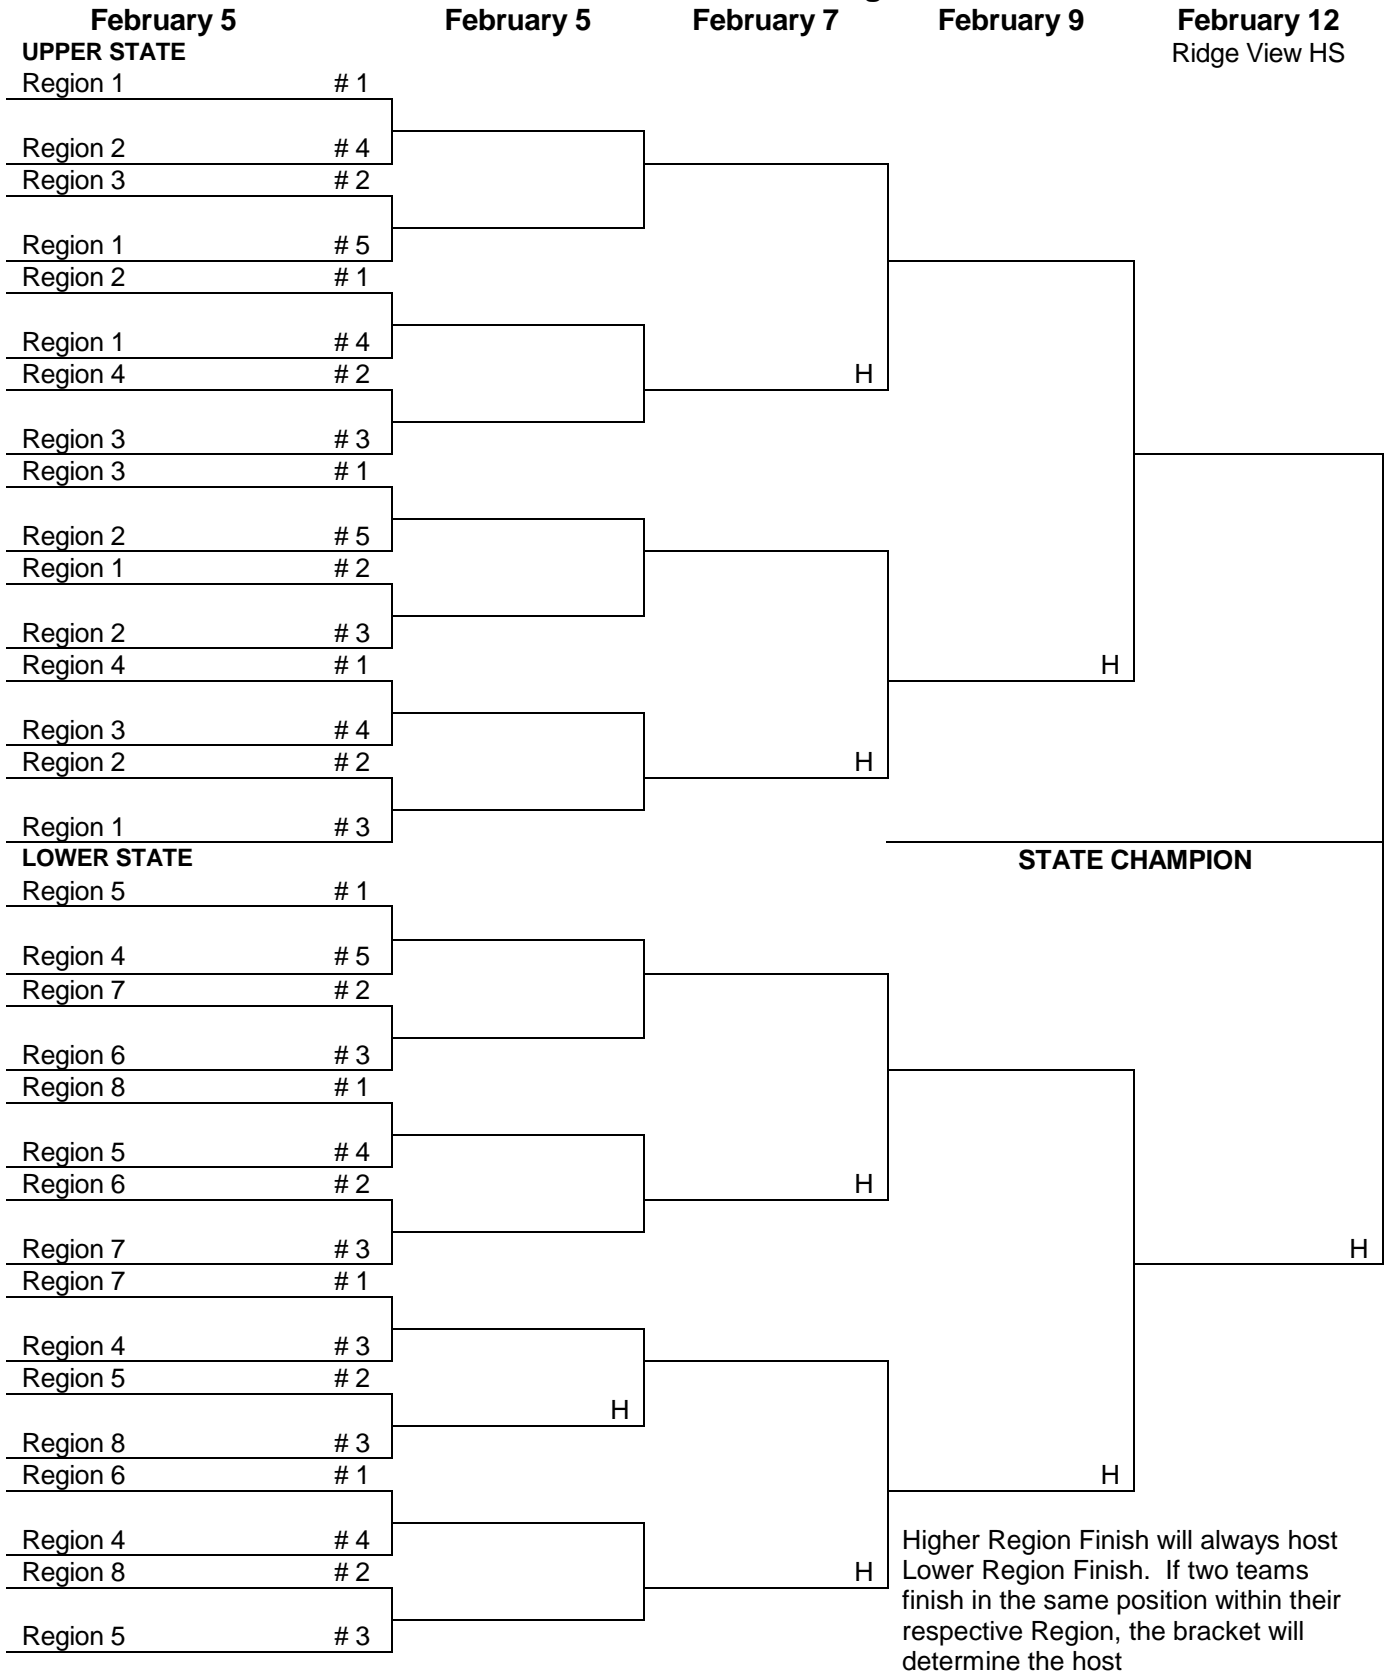 February 5 February 5 February 7 February 9 February 12
UPPER STATE Ridge View HS
Region 1 # 1
Region 2 # 4
Region 3 # 2
Region 1 # 5
Region 2 # 1
Region 1 # 4
Region 4 # 2 H
Region 3 # 3
Region 3 # 1
Region 2 # 5
Region 1 # 2
Region 2 # 3
Region 4 # 1 H
Region 3 # 4
Region 2 # 2 H
Region 1 # 3
LOWER STATE STATE CHAMPION
Region 5 # 1
Region 4 # 5
Region 7 # 2
Region 6 # 3
Region 8 # 1
Region 5 # 4
Region 6 # 2 H
Region 7 # 3 H
Region 7 # 1
Region 4 # 3
Region 5 # 2
H
Region 8 # 3
Region 6 # 1 H
Region 4 # 4 Higher Region Finish will always host
Region 8 # 2 H Lower Region Finish. If two teams
finish in the same position within their
Region 5 # 3 respective Region, the bracket will
determine the host